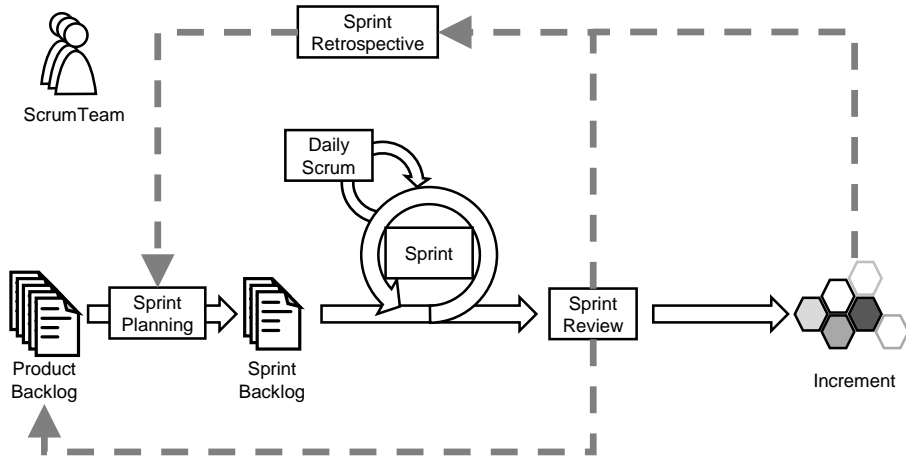 Sprint
Retrospective
ScrumTeam
Daily
Scrum
Sprint
Sprint
Planning
Sprint
Review
Product
Backlog
Sprint
Backlog
Increment